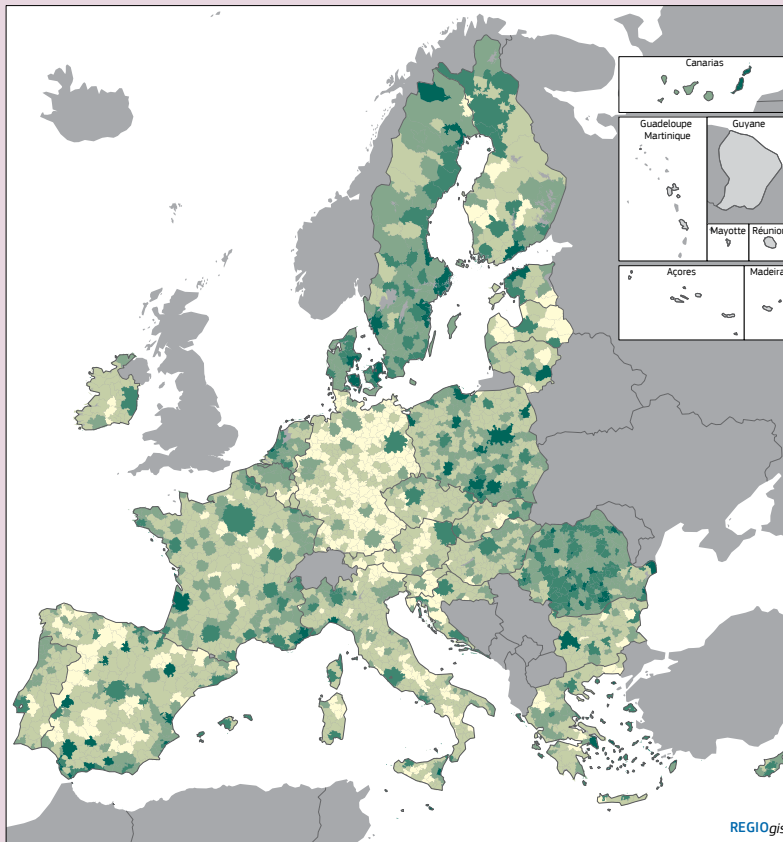 Canarias
Guadeloupe
Martinique
Guyane
Mayotte
Réunion
Açores
Madeira
REGIOgis